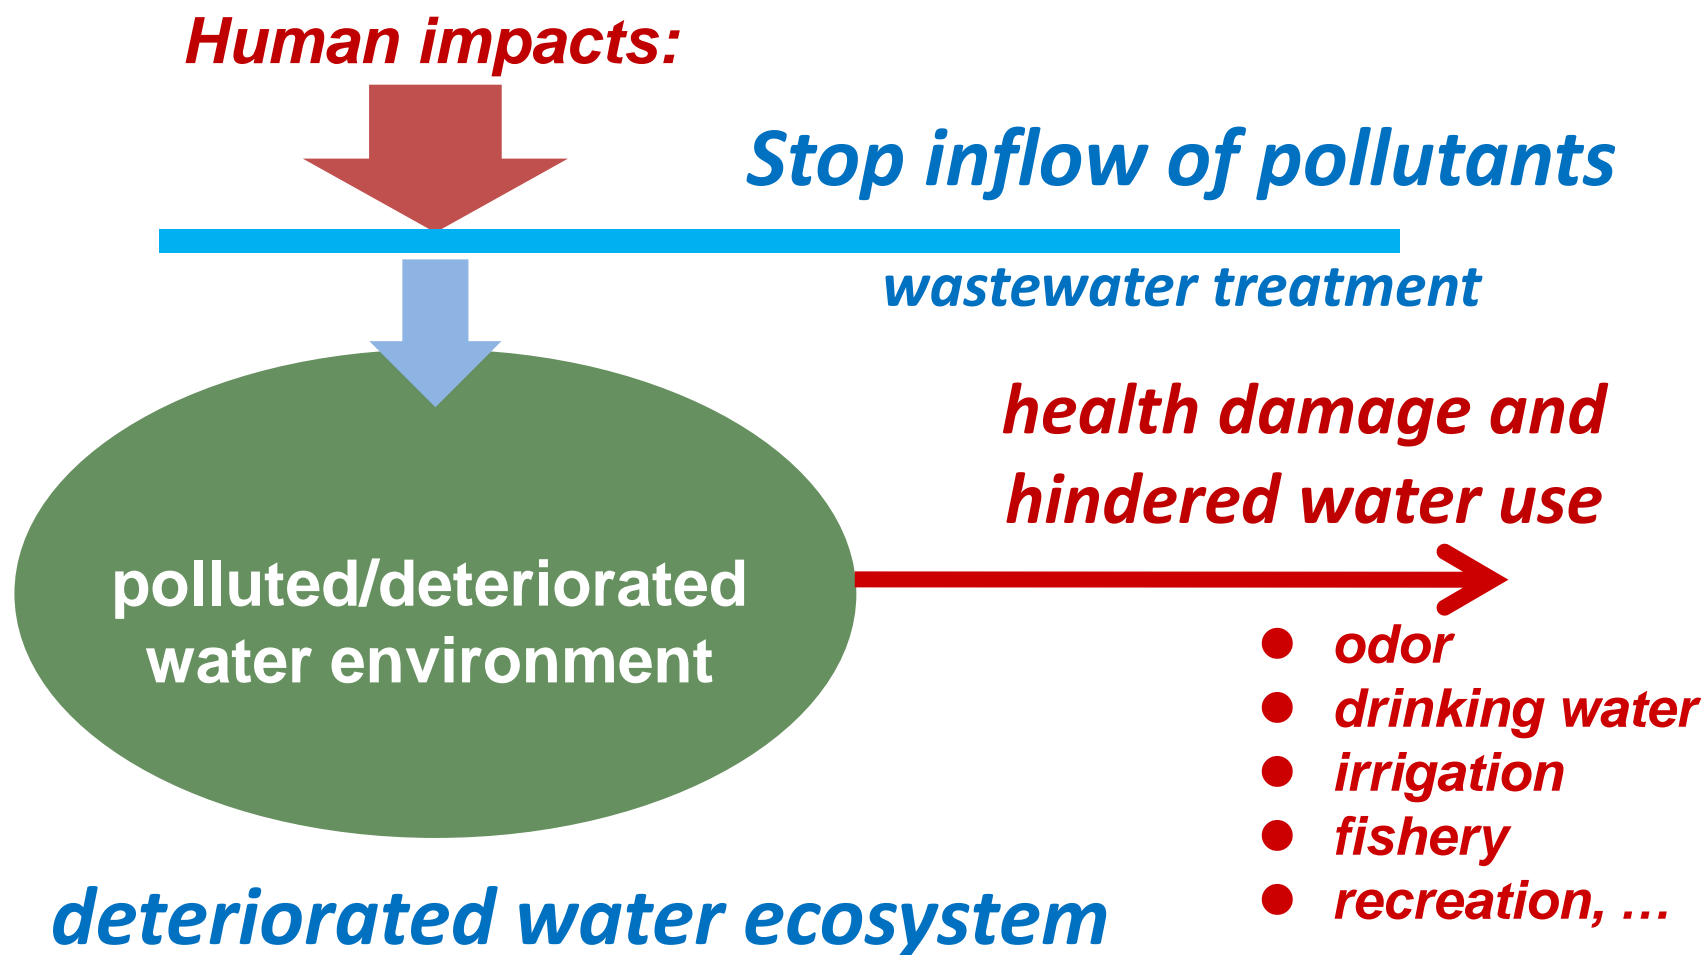 Human impacts:
Stop inflow of pollutants
wastewater treatment
health damage and
hindered water use
polluted/deteriorated
water environment
● odor
● drinking water
● irrigation
● fishery
● recreation, …
deteriorated water ecosystem